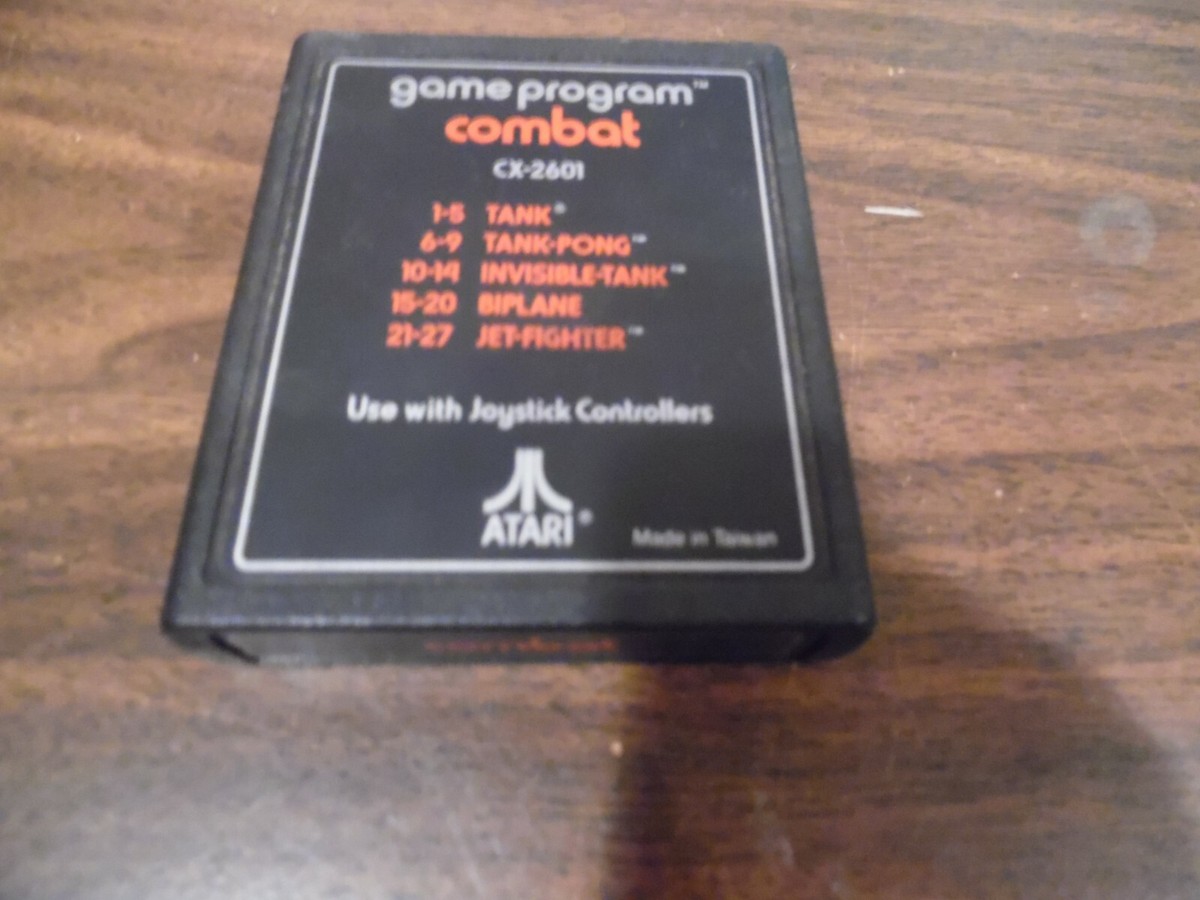 game program™
combat
CX-2601
1-5 TANK®
6-9 TANK-PONG™
10-14 INVISIBLE-TANK™
15-20 BIPLANE
21-27 JET-FIGHTER™
Use with Joystick Controllers
ATARI®
Made in Taiwan
combat